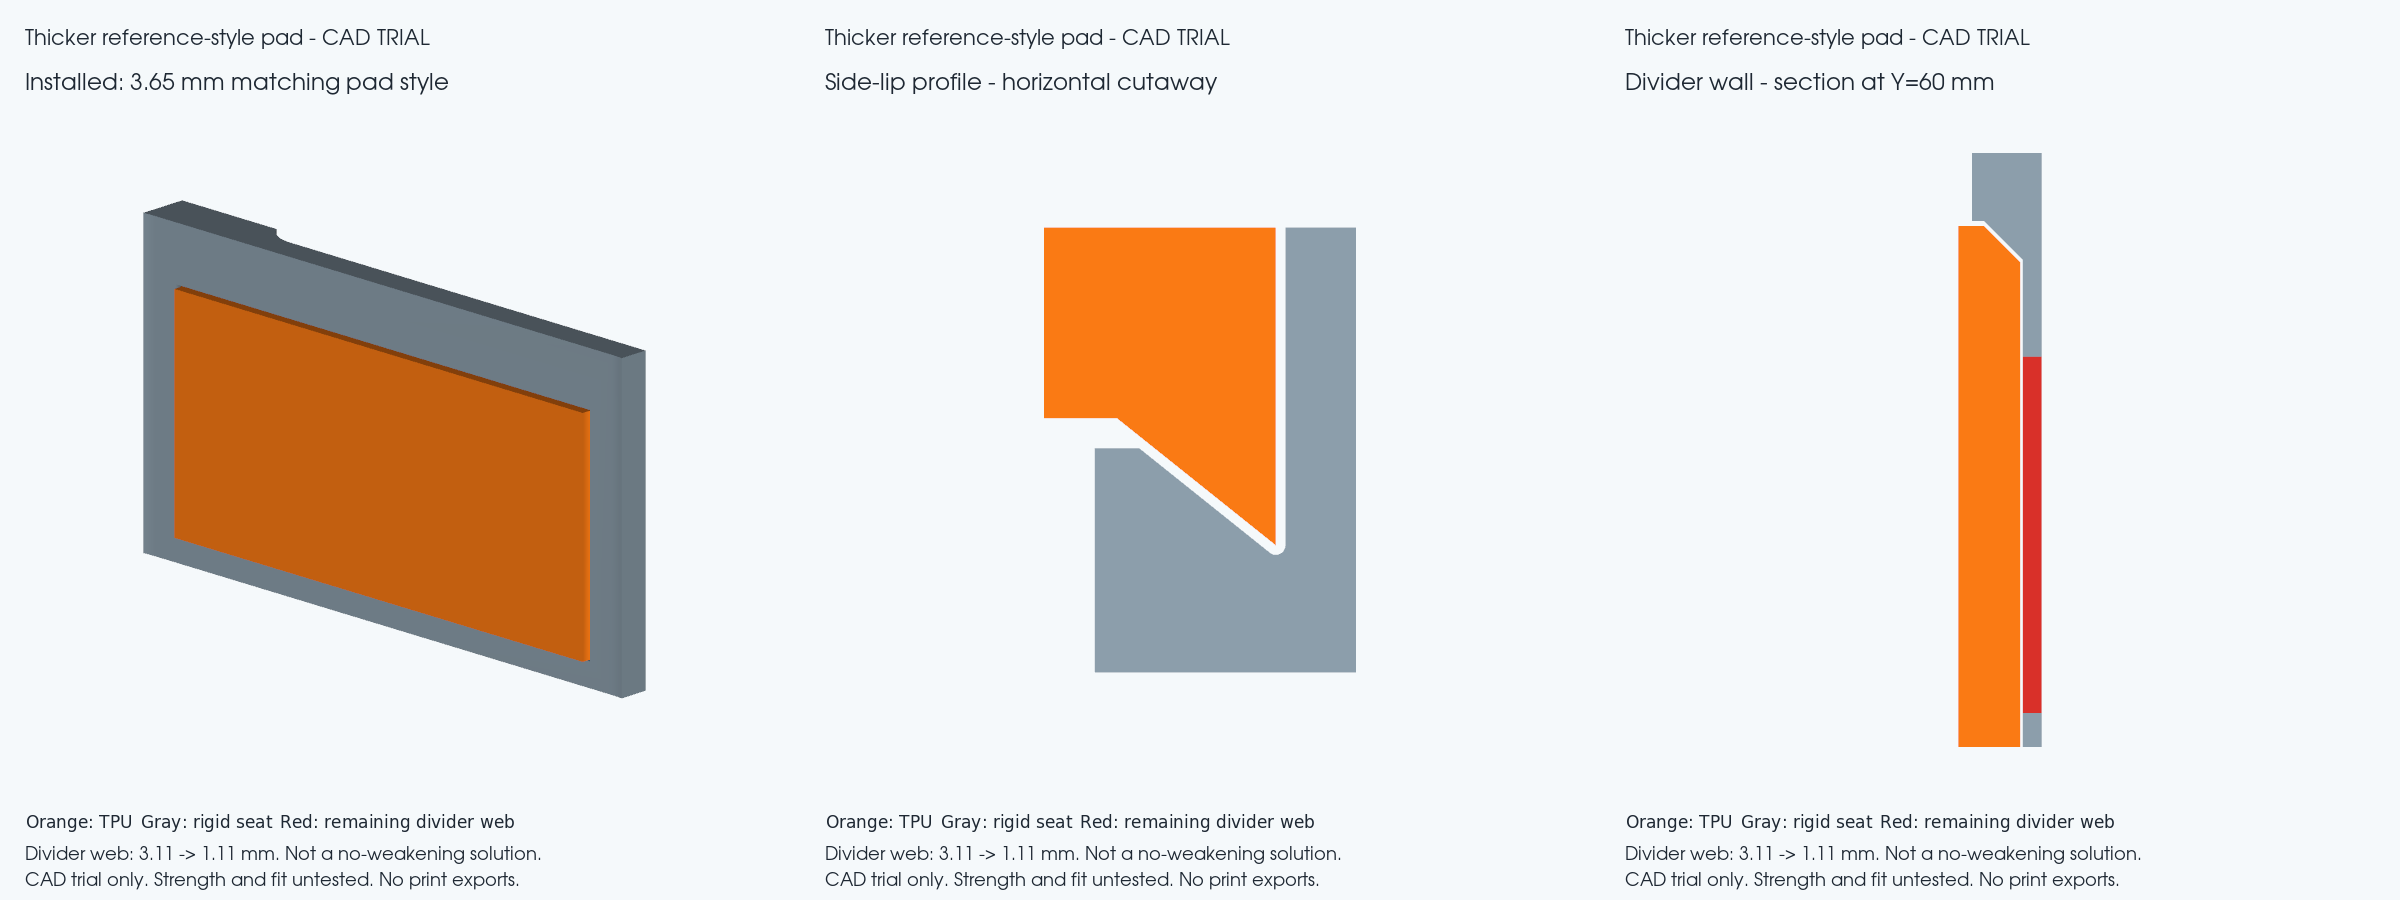 Thicker reference-style pad - CAD TRIAL
Installed: 3.65 mm matching pad style
Orange: TPU Gray: rigid seat Red: remaining divider web
Divider web: 3.11 -> 1.11 mm. Not a no-weakening solution.
CAD trial only. Strength and fit untested. No print exports.
Thicker reference-style pad - CAD TRIAL
Side-lip profile - horizontal cutaway
Orange: TPU Gray: rigid seat Red: remaining divider web
Divider web: 3.11 -> 1.11 mm. Not a no-weakening solution.
CAD trial only. Strength and fit untested. No print exports.
Thicker reference-style pad - CAD TRIAL
Divider wall - section at Y=60 mm
Orange: TPU Gray: rigid seat Red: remaining divider web
Divider web: 3.11 -> 1.11 mm. Not a no-weakening solution.
CAD trial only. Strength and fit untested. No print exports.